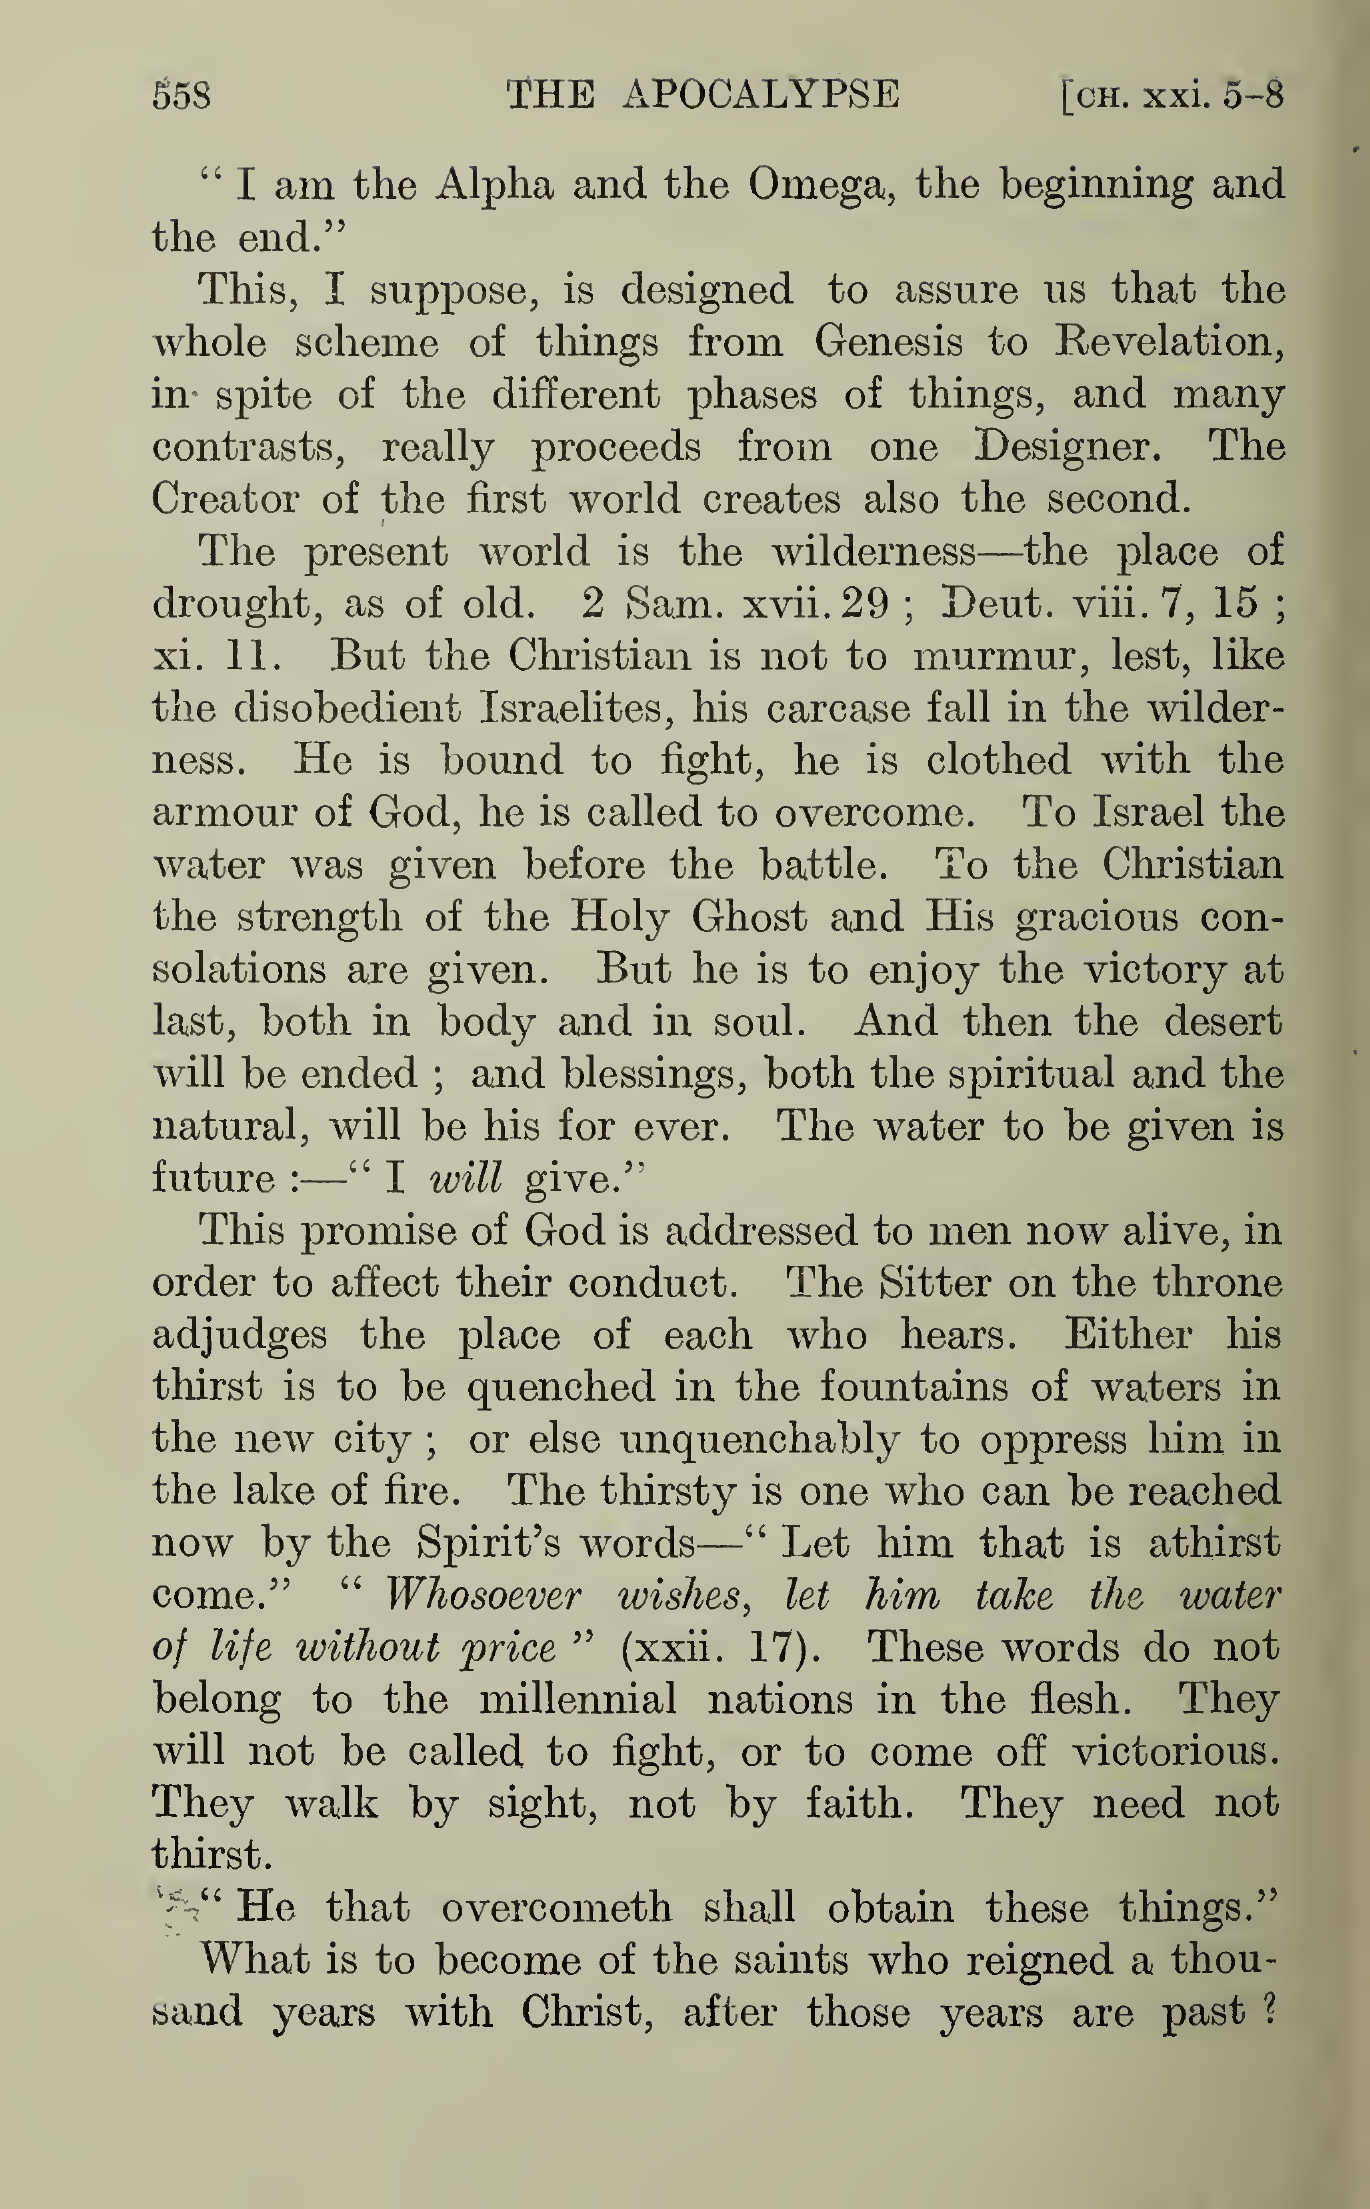 558 THE APOCALYPSE [CH. xxi. 5–8
“ I am the Alpha and the Omega, the beginning and
the end.”
This, I suppose, is designed to assure us that the
whole scheme of things from Genesis to Revelation,
in spite of the different phases of things, and many
contrasts, really proceeds from one Designer. The
Creator of the first world creates also the second.
The present world is the wilderness—the place of
drought, as of old. 2 Sam. xvii. 29 ; Deut. viii. 7, 15 ;
xi. 11. But the Christian is not to murmur, lest, like
the disobedient Israelites, his carcase fall in the wilder-
ness. He is bound to fight, he is clothed with the
armour of God, he is called to overcome. To Israel the
water was given before the battle. To the Christian
the strength of the Holy Ghost and His gracious con-
solations are given. But he is to enjoy the victory at
last, both in body and in soul. And then the desert
will be ended ; and blessings, both the spiritual and the
natural, will be his for ever. The water to be given is
future :—“ I will give.”
This promise of God is addressed to men now alive, in
order to affect their conduct. The Sitter on the throne
adjudges the place of each who hears. Either his
thirst is to be quenched in the fountains of waters in
the new city ; or else unquenchably to oppress him in
the lake of fire. The thirsty is one who can be reached
now by the Spirit’s words—“ Let him that is athirst
come.” “ Whosoever wishes, let him take the water
of life without price ” (xxii. 17). These words do not
belong to the millennial nations in the flesh. They
will not be called to fight, or to come off victorious.
They walk by sight, not by faith. They need not
thirst.
“ He that overcometh shall obtain these things.”
What is to become of the saints who reigned a thou-
sand years with Christ, after those years are past ?